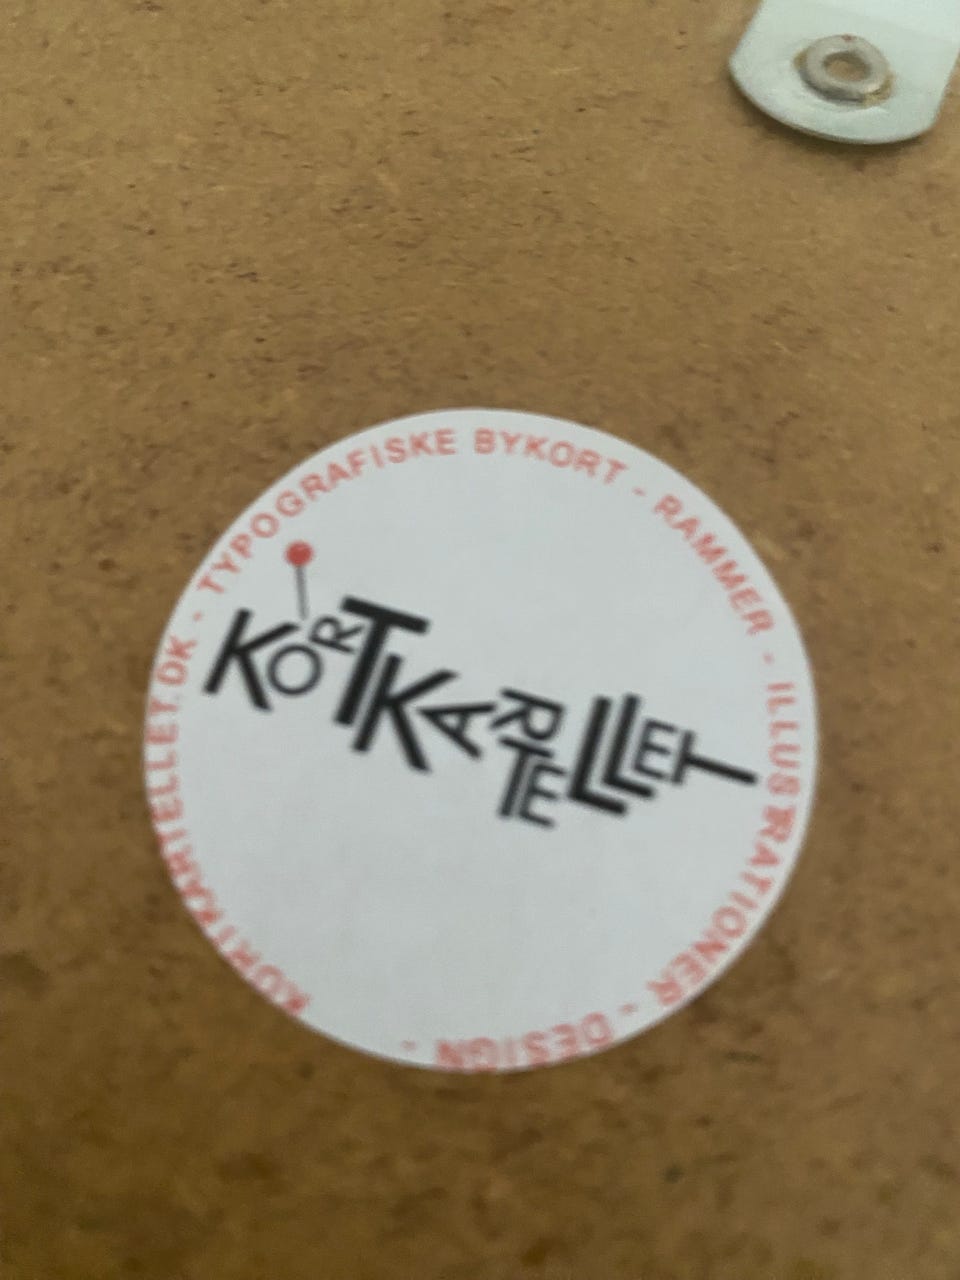 KORTKARTELLET
KORTKARTELLET.DK - TYPOGRAFISKE BYKORT - RAMMER - ILLUSTRATIONER - DESIGN -